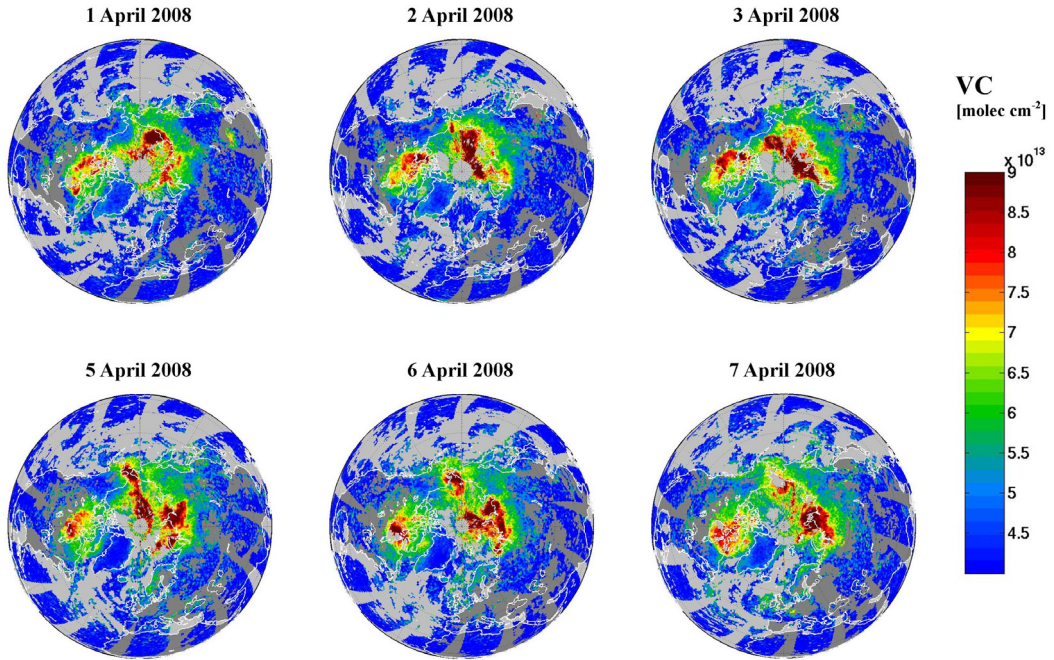 1 April 2008
2 April 2008
3 April 2008
VC
[molec cm⁻²]
x 10¹³
9
8.5
8
7.5
7
6.5
6
5.5
5
4.5
5 April 2008
6 April 2008
7 April 2008